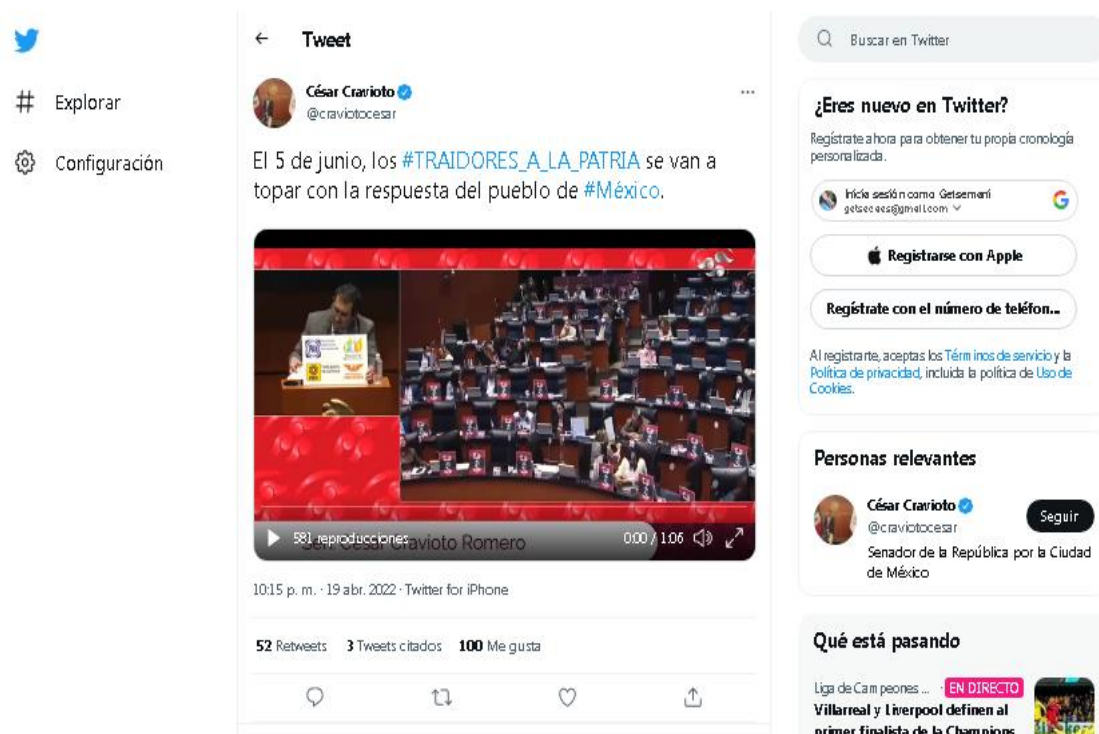 Tweet
Buscar en Twitter
Explorar
Configuración
César Cravioto
@craviotocesar
El 5 de junio, los #TRAIDORES_A_LA_PATRIA se van a
topar con la respuesta del pueblo de #México.
581 reproducciones
0:00 / 1:06
Sen. César Cravioto Romero
10:15 p. m. · 19 abr. 2022 · Twitter for iPhone
52 Retweets 3 Tweets citados 100 Me gusta
¿Eres nuevo en Twitter?
Regístrate ahora para obtener tu propia cronología
personalizada.
Inicia sesión como Getsemaní
Registrarse con Apple
Regístrate con el número de teléfon...
Al registrarte, aceptas los Términos de servicio y la
Política de privacidad, incluida la política de Uso de
Cookies.
Personas relevantes
César Cravioto
@craviotocesar
Seguir
Senador de la República por la Ciudad
de México
Qué está pasando
Liga de Campeones ... · EN DIRECTO
Villarreal y Liverpool definen al
primer finalista de la Champions